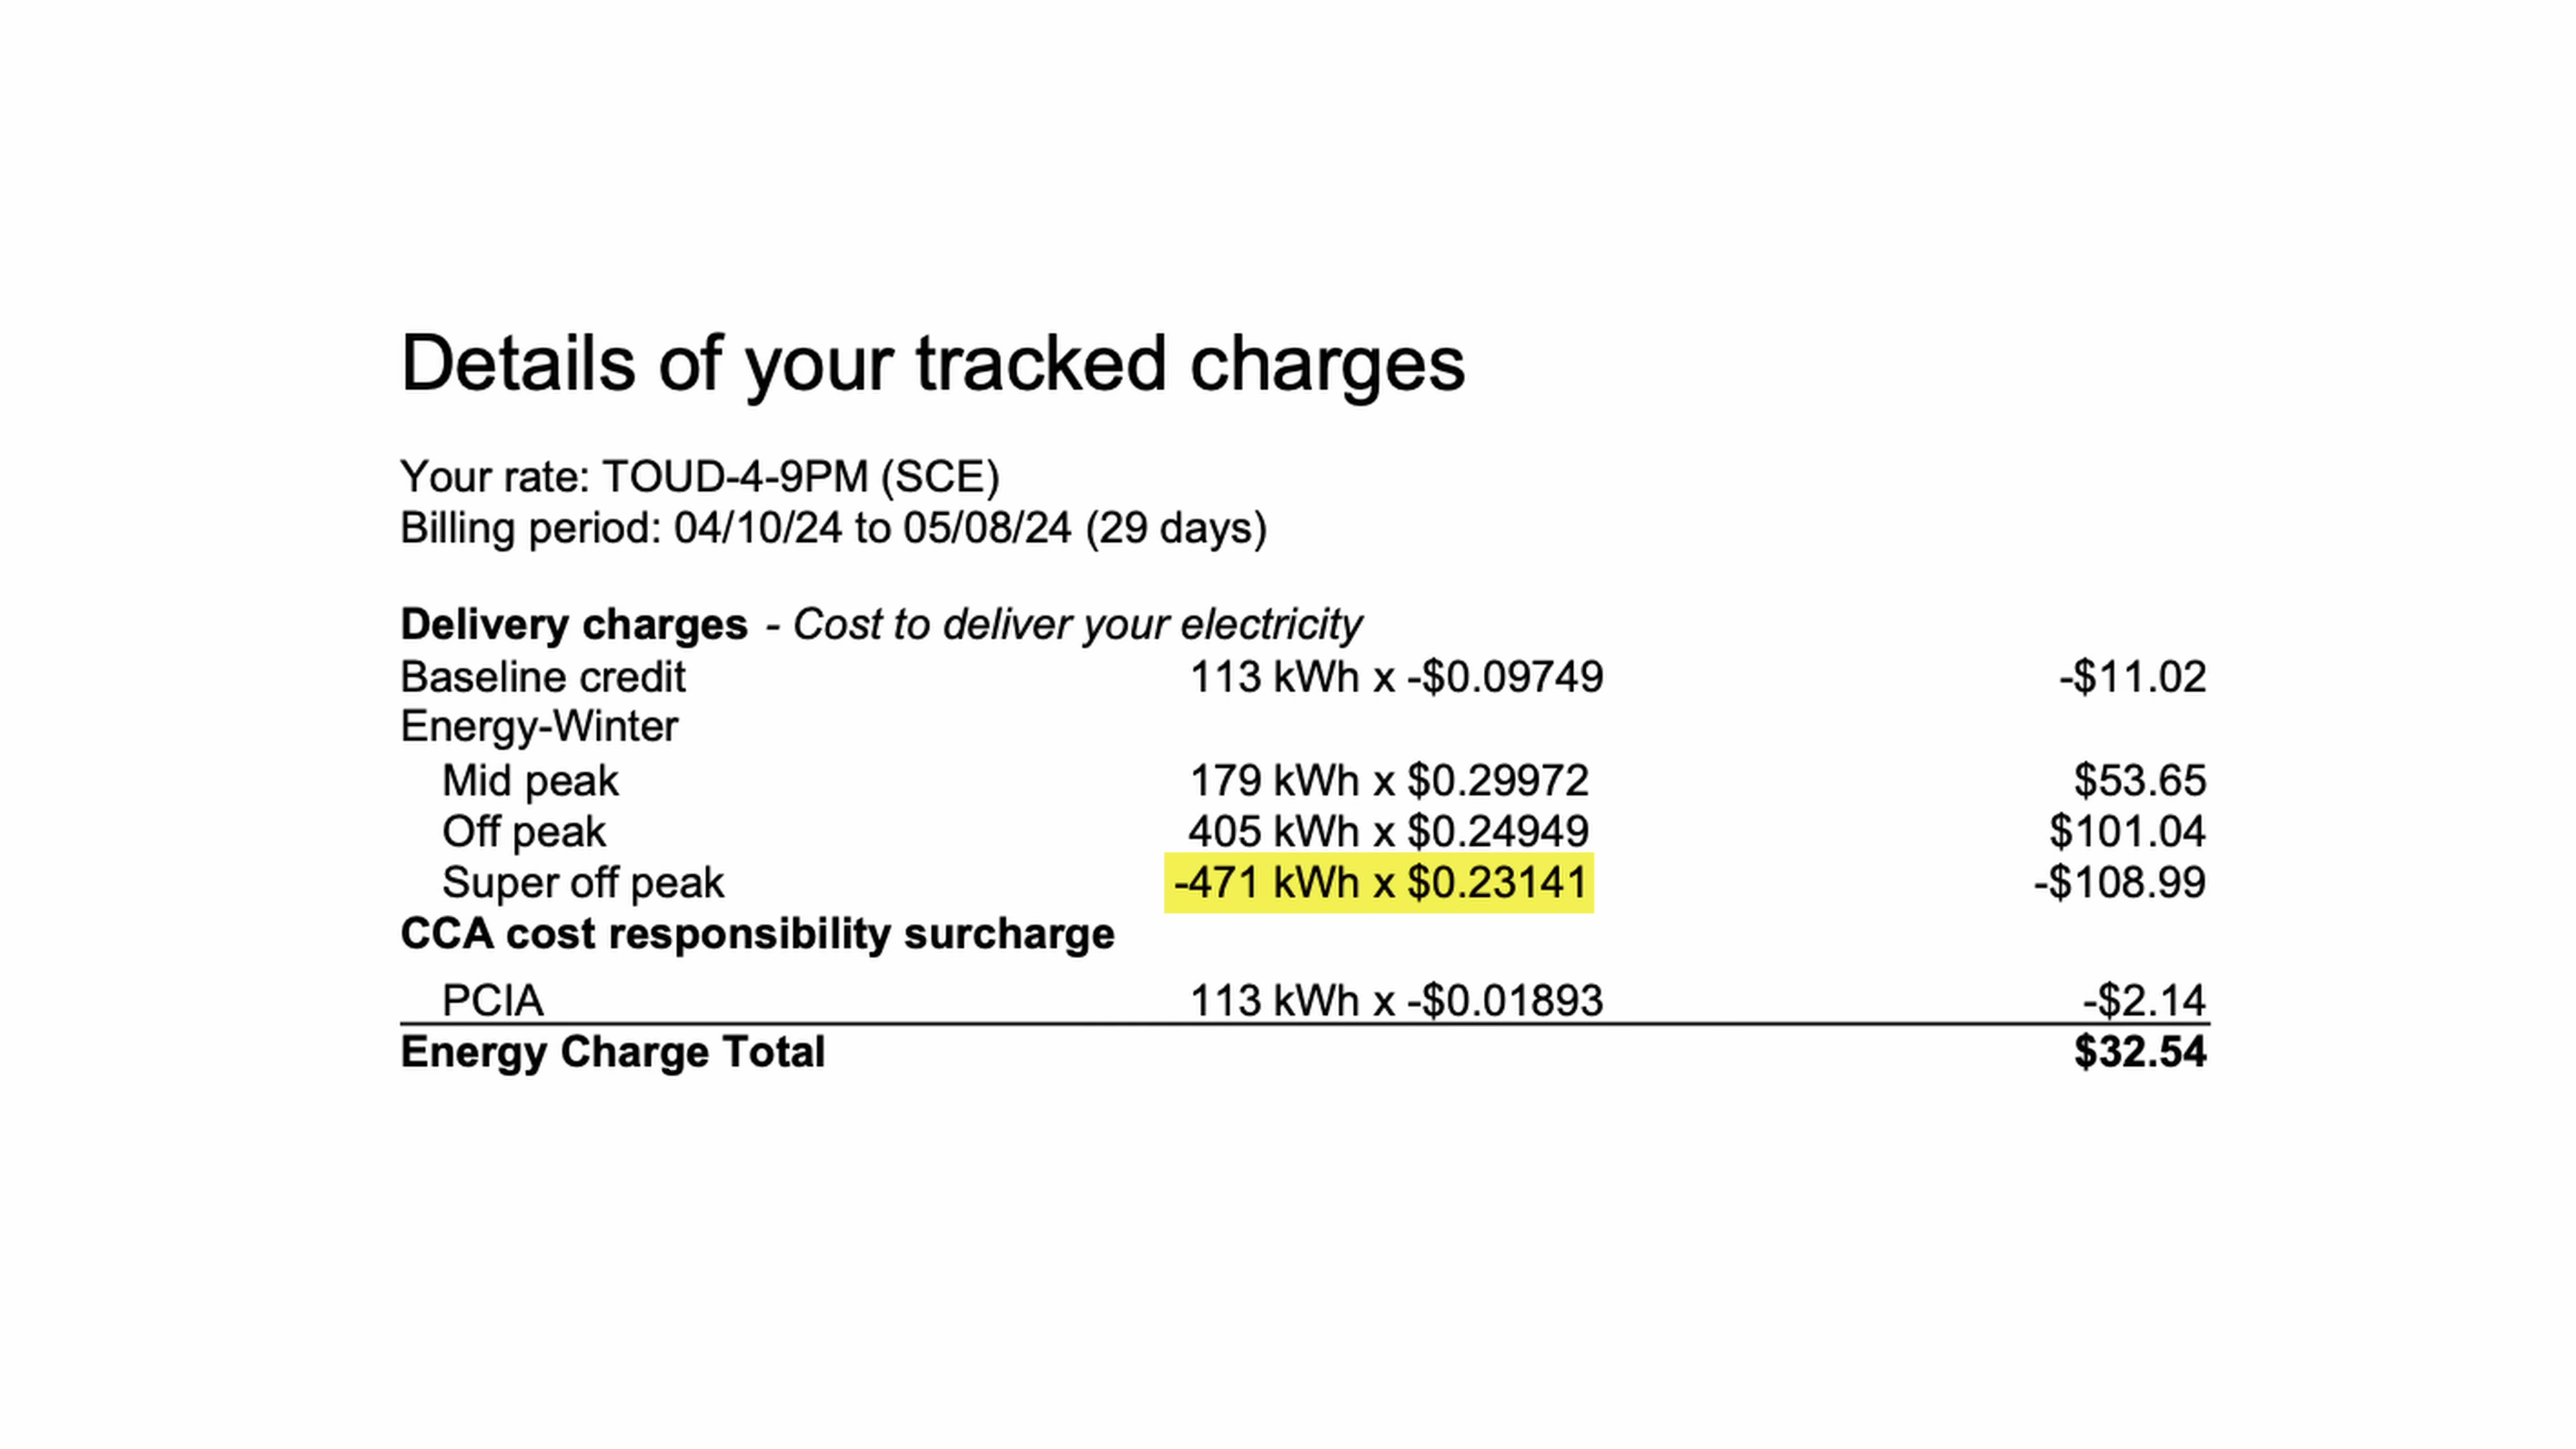 Details of your tracked charges
Your rate: TOUD-4-9PM (SCE)
Billing period: 04/10/24 to 05/08/24 (29 days)
Delivery charges - Cost to deliver your electricity
Baseline credit 113 kWh x -$0.09749 -$11.02
Energy-Winter
Mid peak 179 kWh x $0.29972 $53.65
Off peak 405 kWh x $0.24949 $101.04
Super off peak -471 kWh x $0.23141 -$108.99
CCA cost responsibility surcharge
PCIA 113 kWh x -$0.01893 -$2.14
Energy Charge Total $32.54